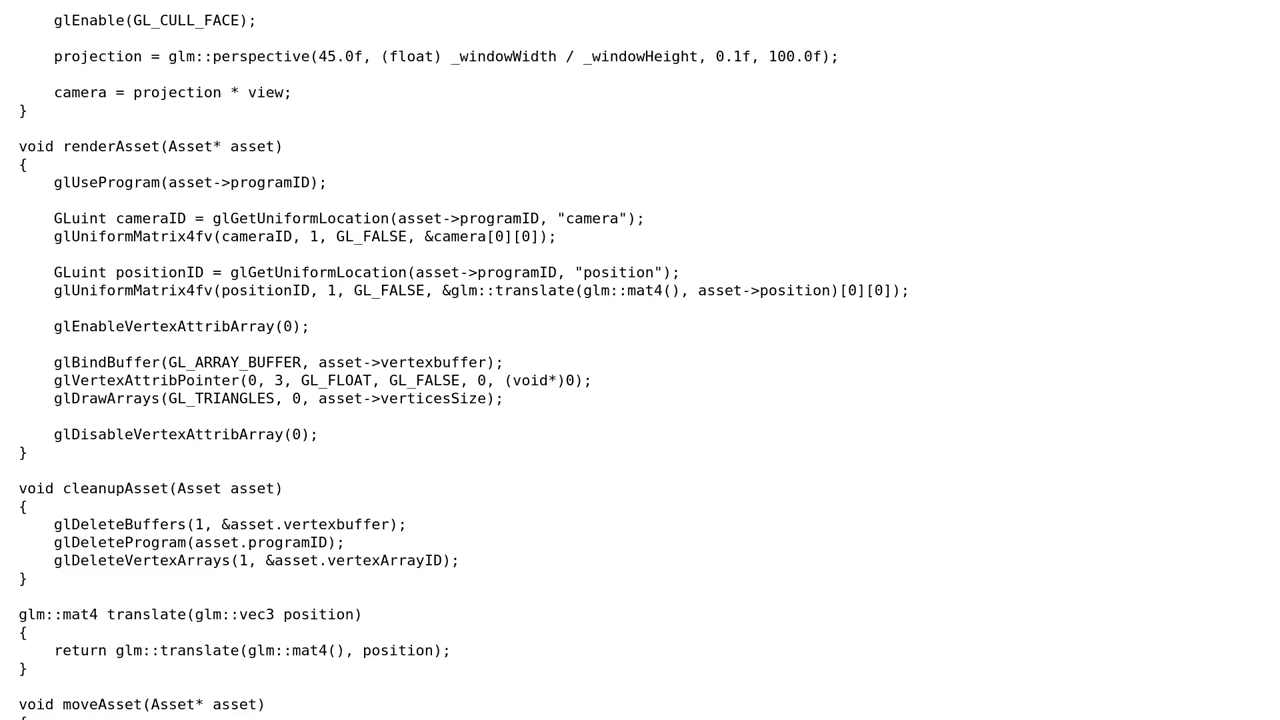 glEnable(GL_CULL_FACE);
projection = glm::perspective(45.0f, (float) _windowWidth / _windowHeight, 0.1f, 100.0f);
camera = projection * view;
}
void renderAsset(Asset* asset)
{
glUseProgram(asset->programID);
GLuint cameraID = glGetUniformLocation(asset->programID, "camera");
glUniformMatrix4fv(cameraID, 1, GL_FALSE, &camera[0][0]);
GLuint positionID = glGetUniformLocation(asset->programID, "position");
glUniformMatrix4fv(positionID, 1, GL_FALSE, &glm::translate(glm::mat4(), asset->position)[0][0]);
glEnableVertexAttribArray(0);
glBindBuffer(GL_ARRAY_BUFFER, asset->vertexbuffer);
glVertexAttribPointer(0, 3, GL_FLOAT, GL_FALSE, 0, (void*)0);
glDrawArrays(GL_TRIANGLES, 0, asset->verticesSize);
glDisableVertexAttribArray(0);
}
void cleanupAsset(Asset asset)
{
glDeleteBuffers(1, &asset.vertexbuffer);
glDeleteProgram(asset.programID);
glDeleteVertexArrays(1, &asset.vertexArrayID);
}
glm::mat4 translate(glm::vec3 position)
{
return glm::translate(glm::mat4(), position);
}
void moveAsset(Asset* asset)
{